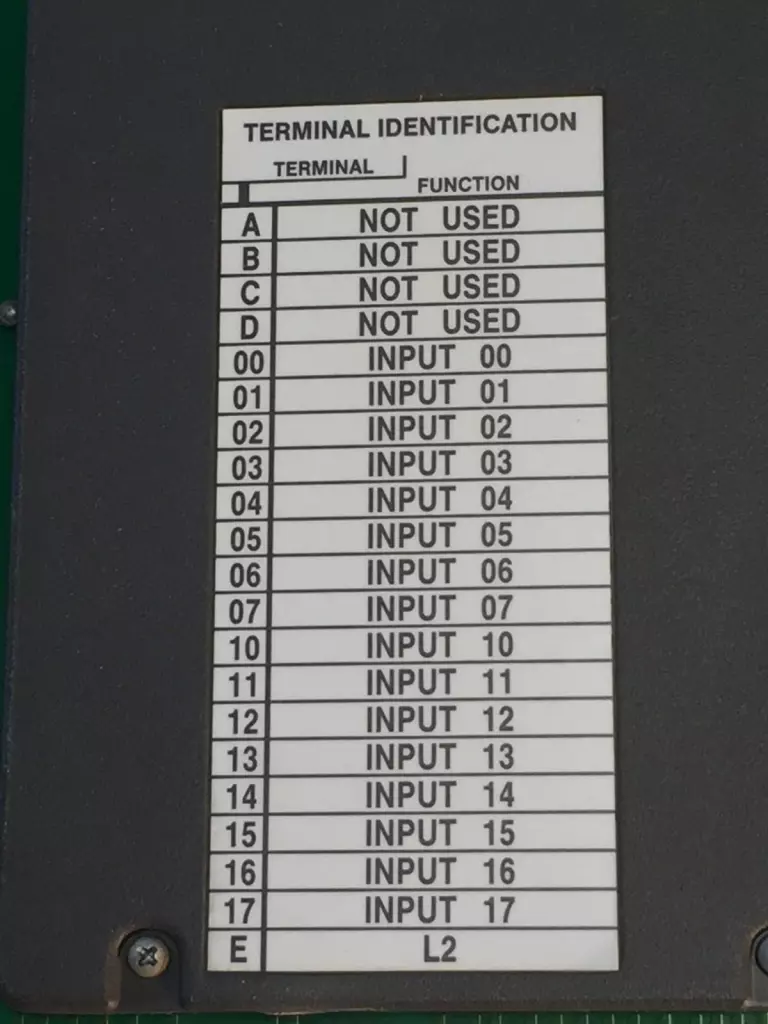 TERMINAL IDENTIFICATION
TERMINAL
FUNCTION
A NOT USED
B NOT USED
C NOT USED
D NOT USED
00 INPUT 00
01 INPUT 01
02 INPUT 02
03 INPUT 03
04 INPUT 04
05 INPUT 05
06 INPUT 06
07 INPUT 07
10 INPUT 10
11 INPUT 11
12 INPUT 12
13 INPUT 13
14 INPUT 14
15 INPUT 15
16 INPUT 16
17 INPUT 17
E L2